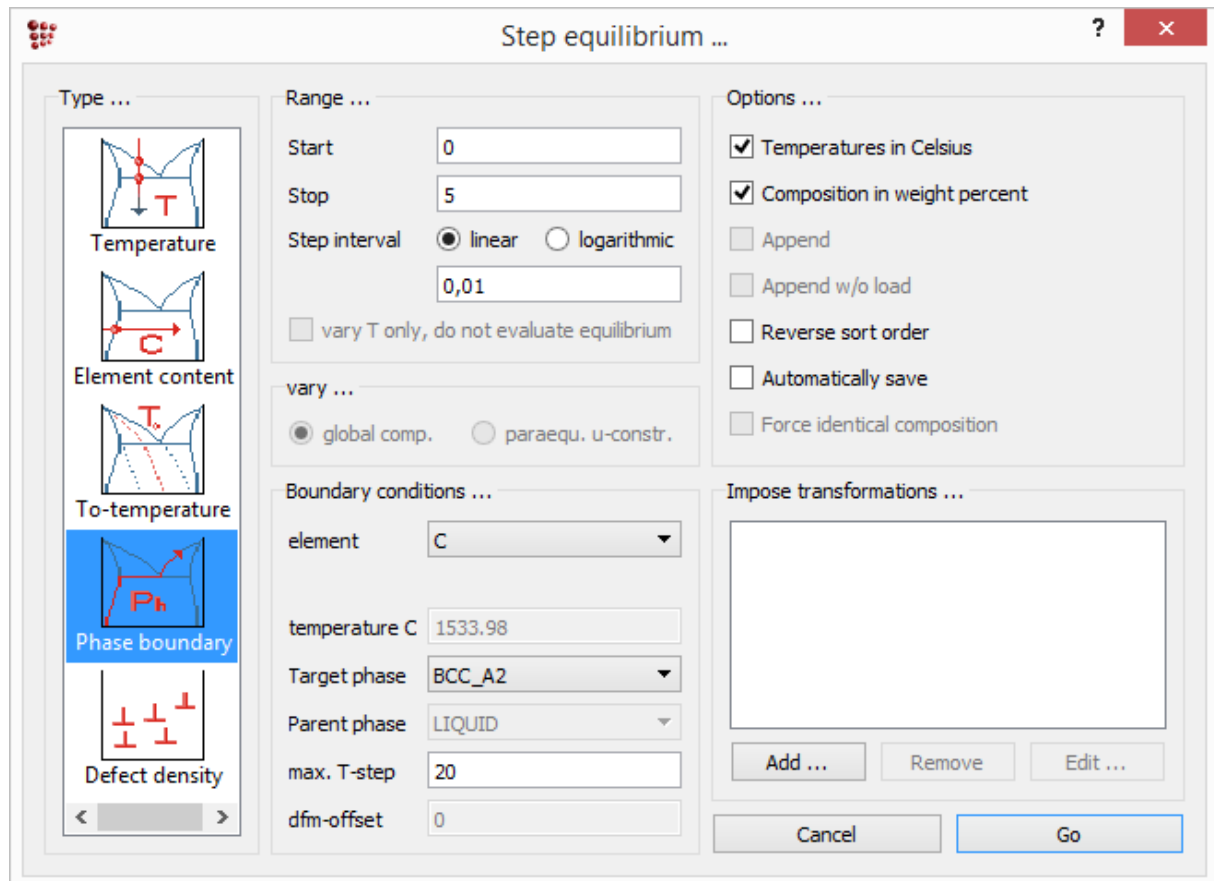 Step equilibrium ...
?
×
Type ...
T
Temperature
C
Element content
To
To-temperature
Ph
Phase boundary
Defect density
Range ...
Start 0
Stop 5
Step interval linear logarithmic
0,01
vary T only, do not evaluate equilibrium
vary ...
global comp. paraequ. u-constr.
Boundary conditions ...
element C
temperature C 1533.98
Target phase BCC_A2
Parent phase LIQUID
max. T-step 20
dfm-offset 0
Options ...
Temperatures in Celsius
Composition in weight percent
Append
Append w/o load
Reverse sort order
Automatically save
Force identical composition
Impose transformations ...
Add ... Remove Edit ...
Cancel Go